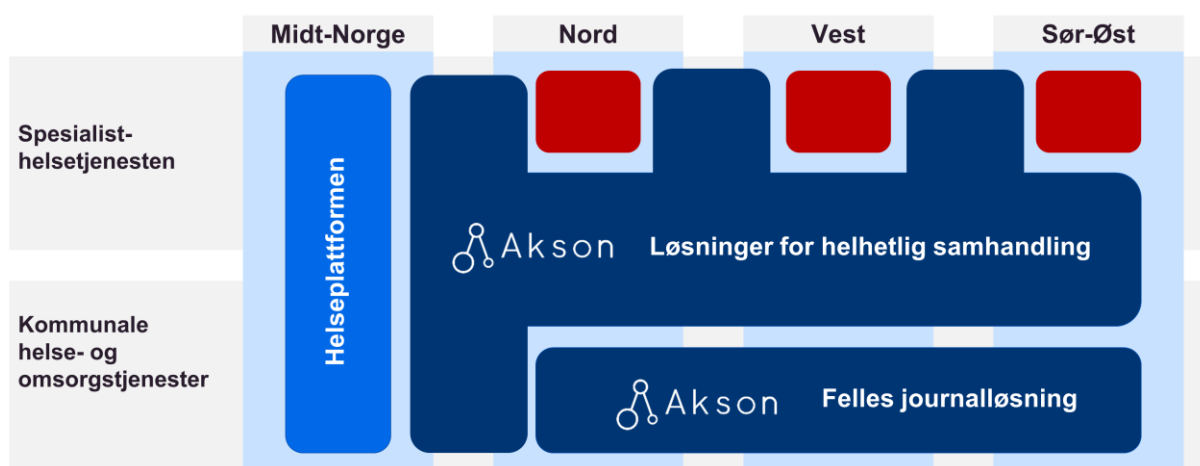 Midt-Norge
Nord
Vest
Sør-Øst
Spesialist-
helsetjenesten
Helseplattformen
Akson
Løsninger for helhetlig samhandling
Kommunale
helse- og
omsorgstjenester
Akson
Felles journalløsning